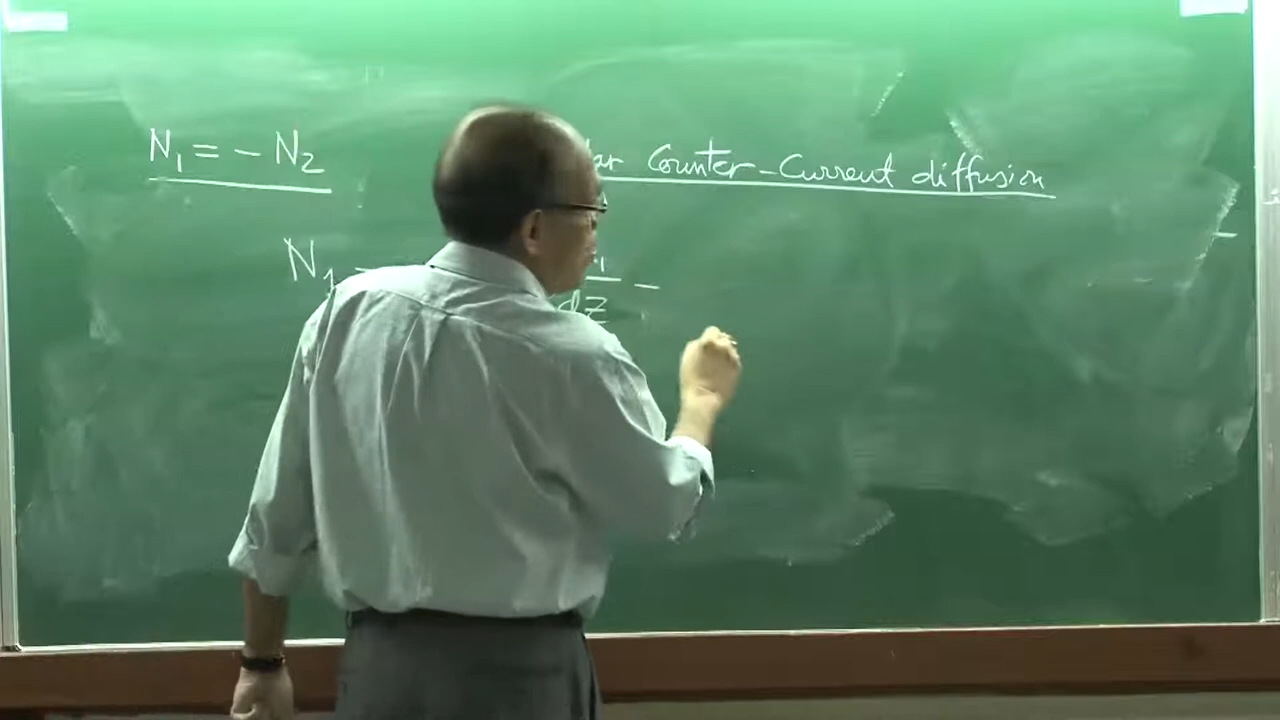 N₁ = - N₂
Counter-Current diffusion
N₁
dz -